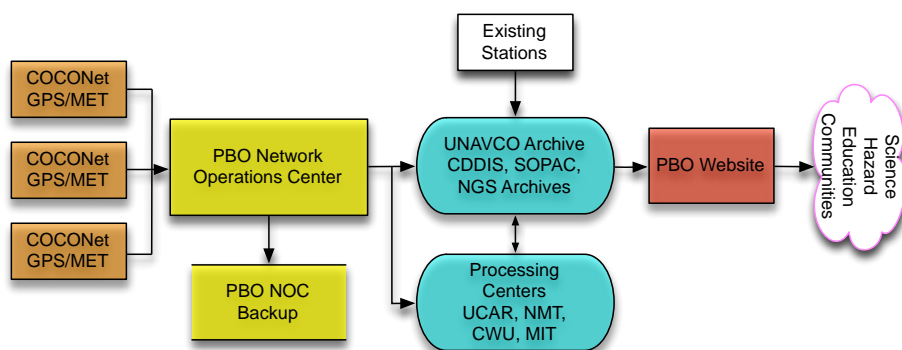 Existing
Stations
COCONet
GPS/MET
COCONet
GPS/MET
COCONet
GPS/MET
PBO Network
Operations Center
PBO NOC
Backup
UNAVCO Archive
CDDIS, SOPAC,
NGS Archives
Processing
Centers
UCAR, NMT,
CWU, MIT
PBO Website
Science
Hazard
Education
Communities